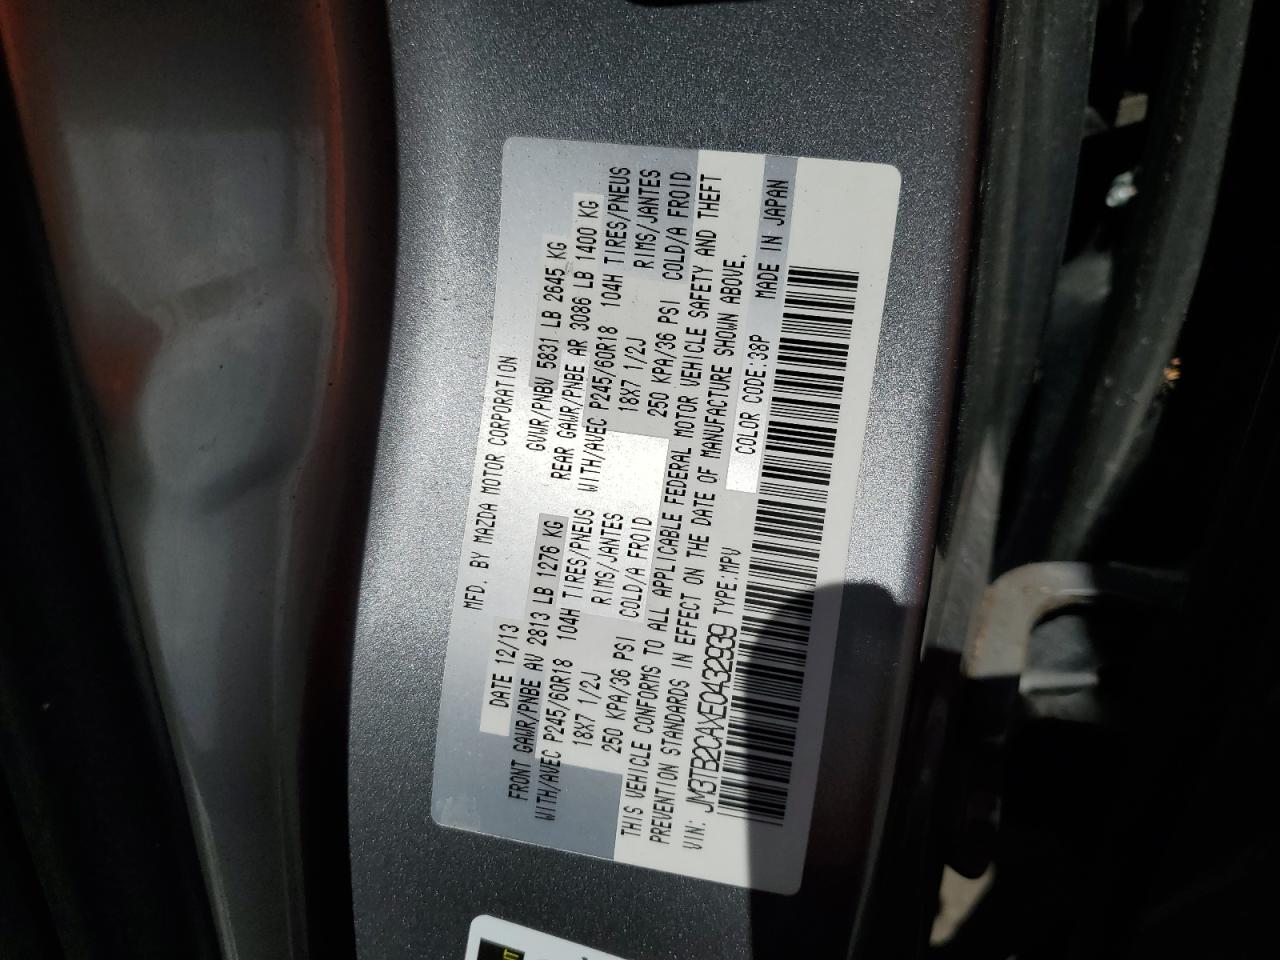 MFD. BY MAZDA MOTOR CORPORATION
DATE 12/13 GVWR/PNBV 5831 LB 2645 KG
FRONT GAWR/PNBE AV 2813 LB 1276 KG REAR GAWR/PNBE AR 3086 LB 1400 KG
WITH/AVEC P245/60R18 104H TIRES/PNEUS WITH/AVEC P245/60R18 104H TIRES/PNEUS
18X7 1/2J RIMS/JANTES 18X7 1/2J RIMS/JANTES
250 KPA/36 PSI COLD/A FROID 250 KPA/36 PSI COLD/A FROID
THIS VEHICLE CONFORMS TO ALL APPLICABLE FEDERAL MOTOR VEHICLE SAFETY AND THEFT
PREVENTION STANDARDS IN EFFECT ON THE DATE OF MANUFACTURE SHOWN ABOVE.
VIN: JM3TB2CAXE0432939 TYPE:MPV COLOR CODE:38P MADE IN JAPAN